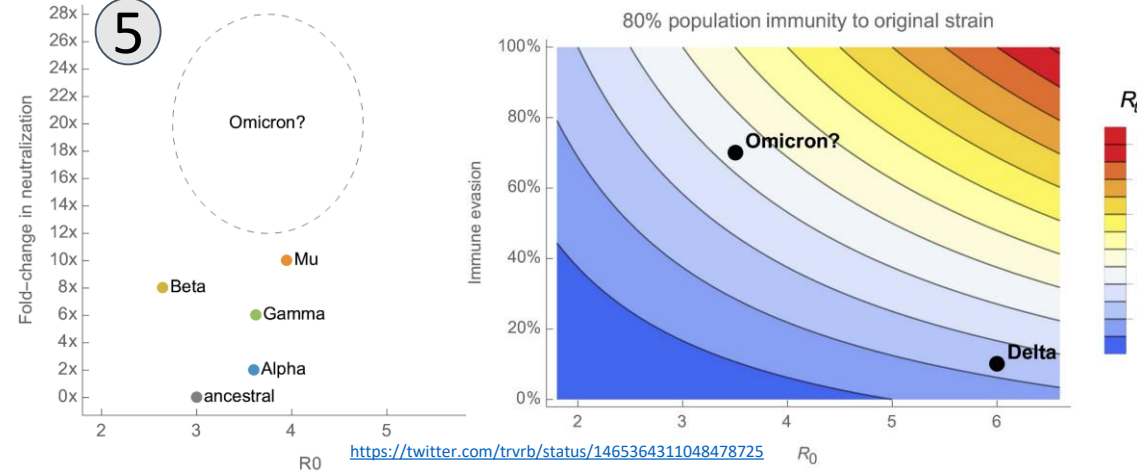 5
Fold-change in neutralization
28x
26x
24x
22x
20x
18x
16x
14x
12x
10x
8x
6x
4x
2x
0x
Omicron?
Mu
Beta
Gamma
Alpha
ancestral
2
3
4
5
R0
80% population immunity to original strain
Immune evasion
100%
80%
60%
40%
20%
0%
Omicron?
Delta
2
3
4
5
6
R0
https://twitter.com/trvrb/status/1465364311048478725